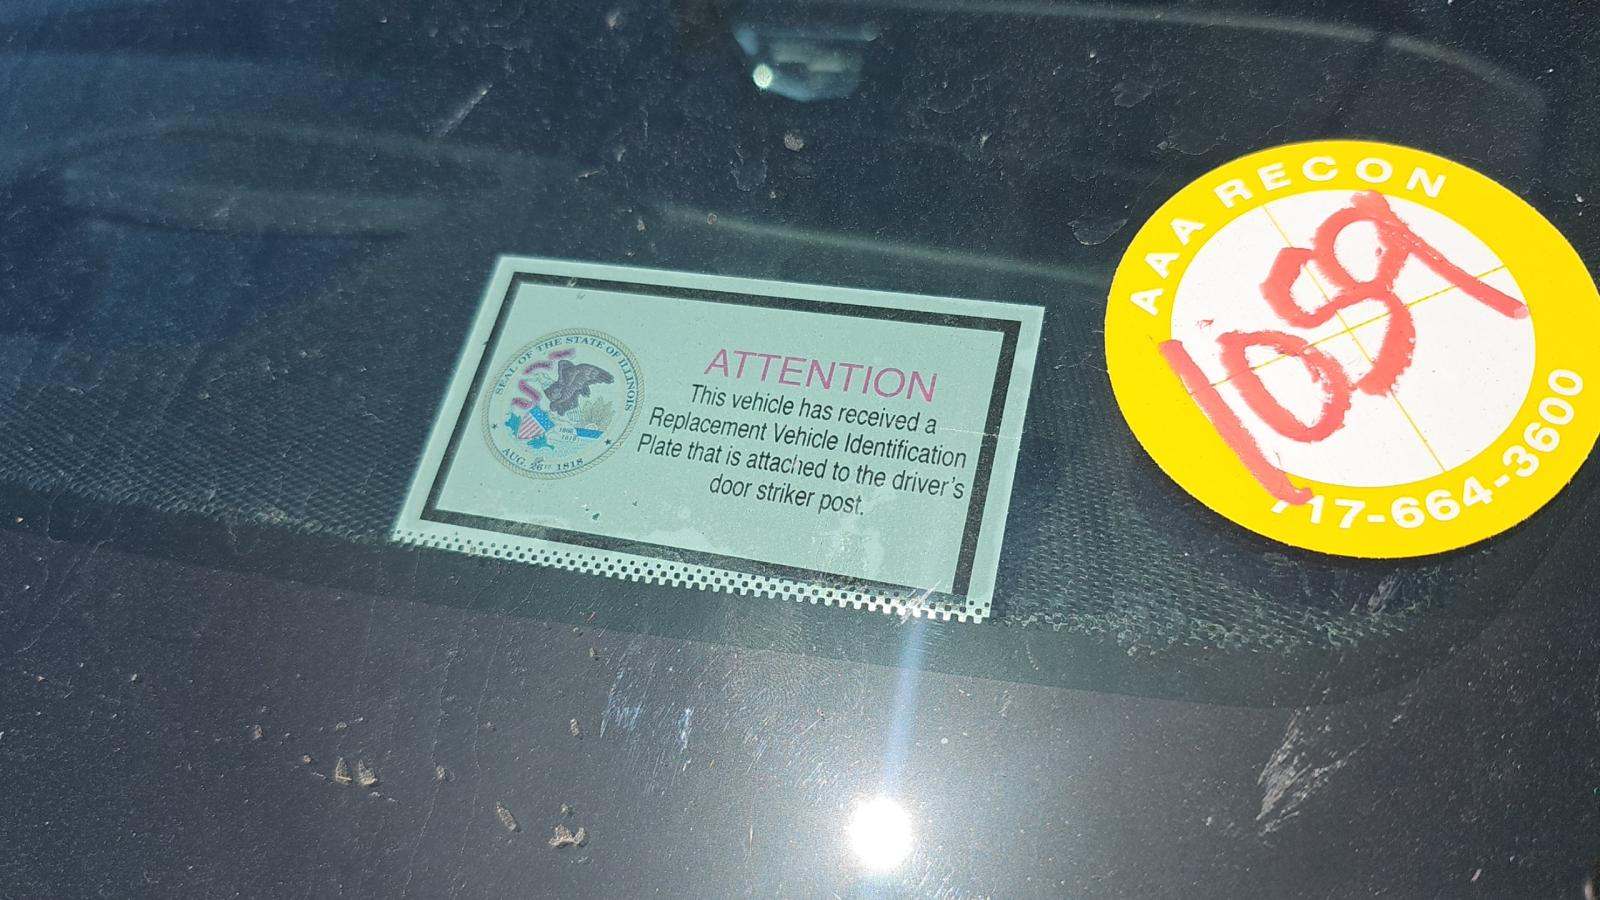 SEAL OF THE STATE OF ILLINOIS
AUG. 26TH 1818
ATTENTION
This vehicle has received a
Replacement Vehicle Identification
Plate that is attached to the driver's
door striker post.
AAA RECON
717-664-3600